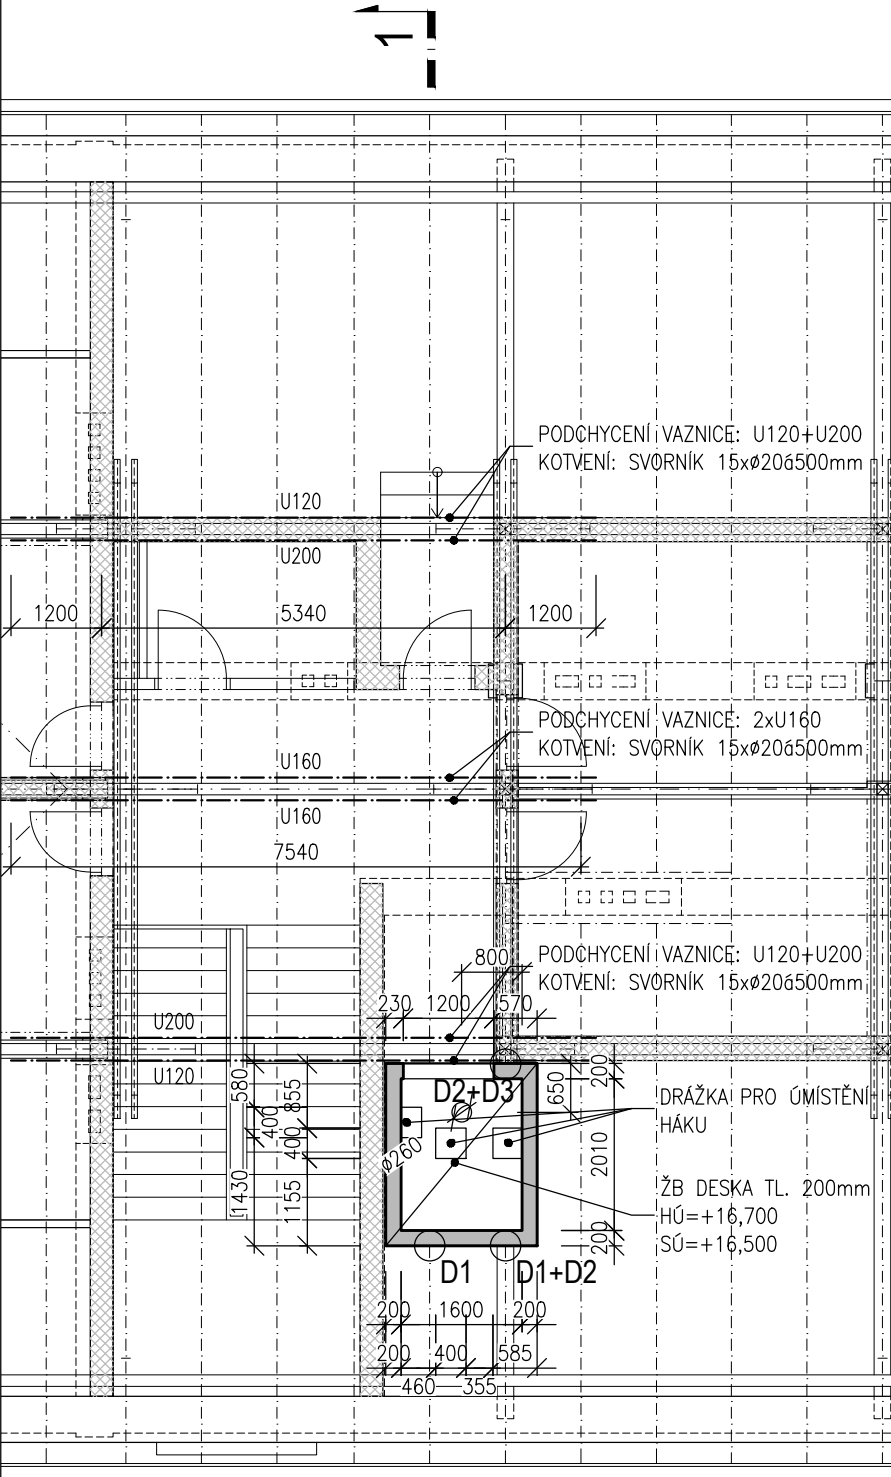 1
PODCHYCENÍ VAZNICE: U120+U200
KOTVENÍ: SVORNÍK 15xø20á500mm
U120
U200
1200
5340
1200
PODCHYCENÍ VAZNICE: 2xU160
KOTVENÍ: SVORNÍK 15xø20á500mm
U160
U160
7540
PODCHYCENÍ VAZNICE: U120+U200
KOTVENÍ: SVORNÍK 15xø20á500mm
800
230
1200
570
U200
U120
580
855
400
400
1430
1155
ø260
D2+D3
650
200
2010
200
DRÁŽKA PRO ÚMÍSTĚNÍ
HÁKU
ŽB DESKA TL. 200mm
HÚ=+16,700
SÚ=+16,500
D1
D1+D2
200
1600
200
200
400
585
460
355